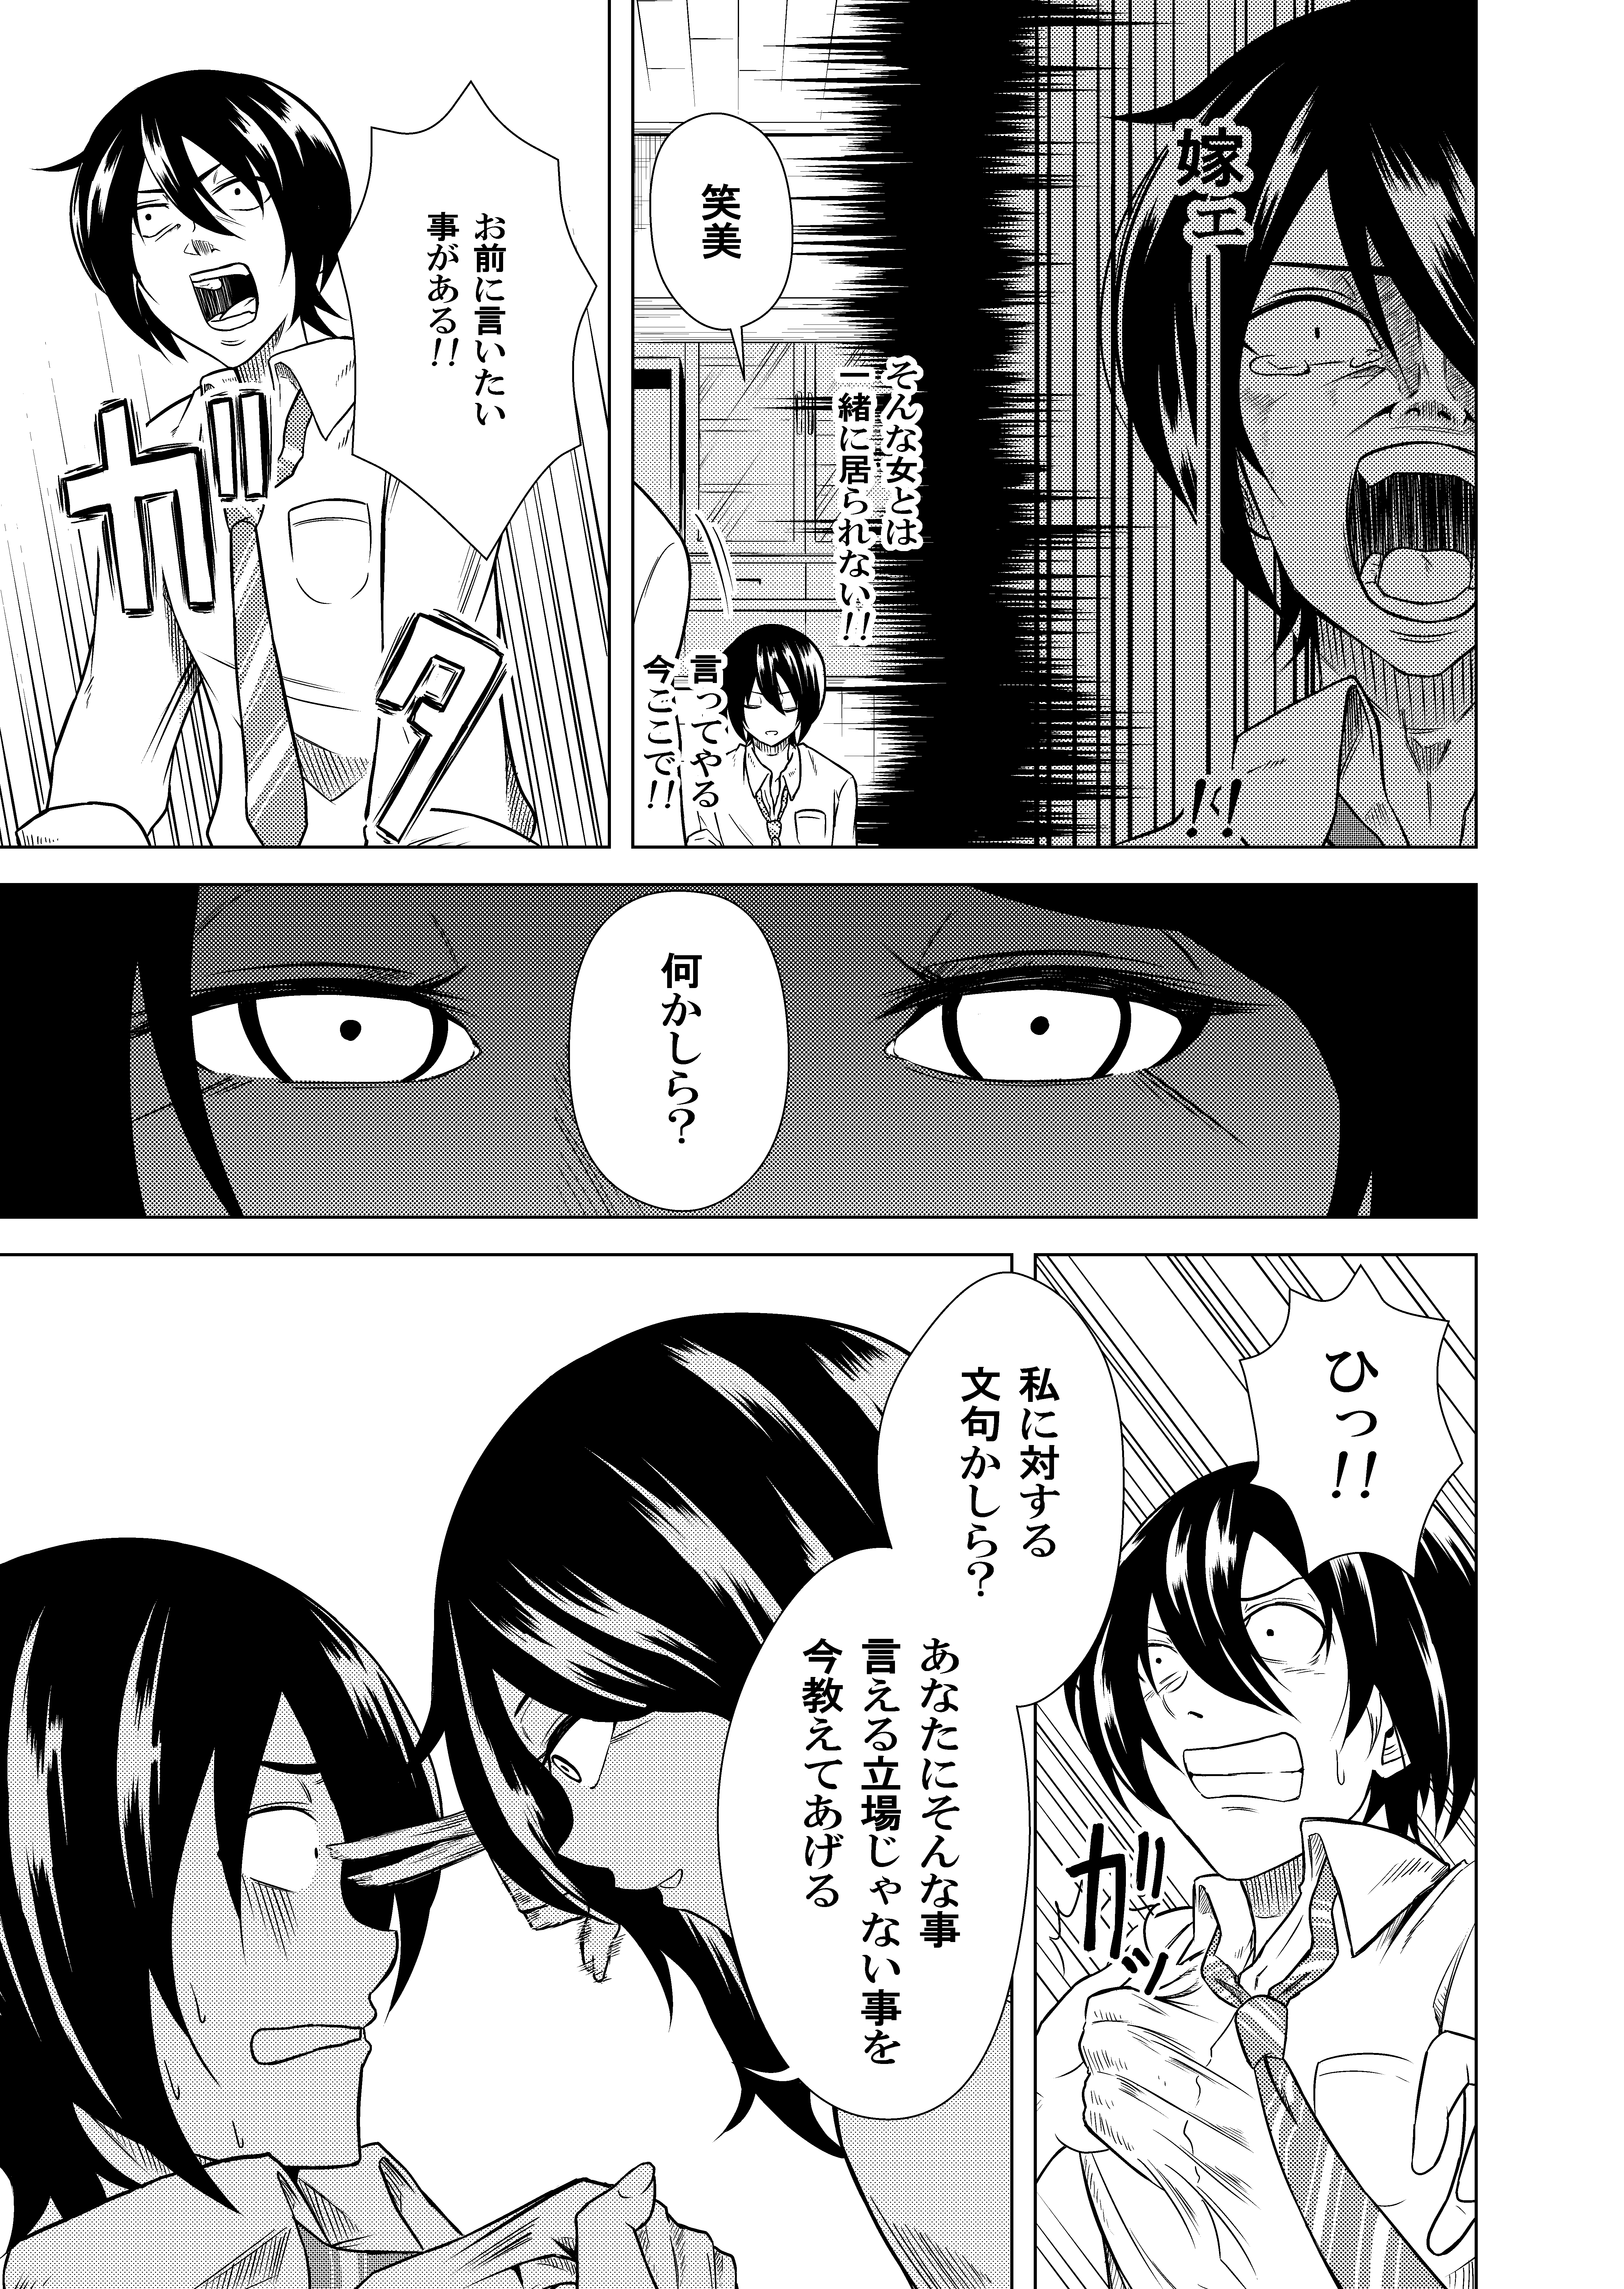 嫁エ━━━━!!
そんな女とは
一緒に居られない!!
笑美
言ってやる
今ここで!!
お前に言いたい
事がある!!
ガタ
何かしら?
ひっ!!
ガッ
私に対する
文句かしら?
あなたにそんな事
言える立場じゃない事を
今教えてあげる